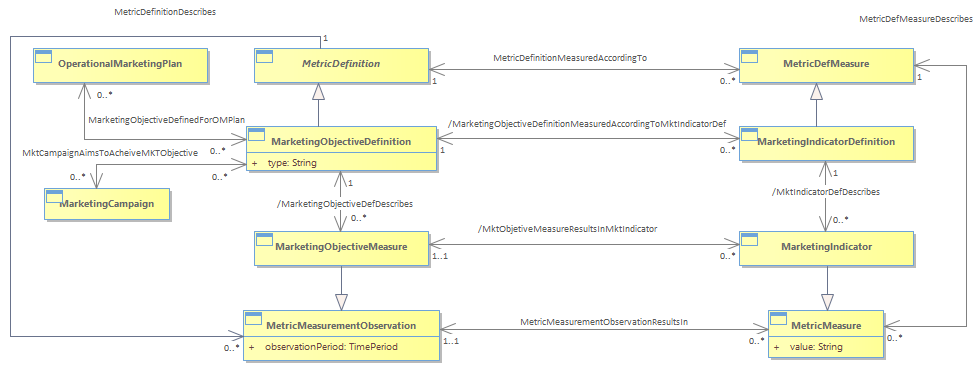 MetricDefinitionDescribes
MetricDefMeasureDescribes
1
OperationalMarketingPlan
MetricDefinition
MetricDefinitionMeasuredAccordingTo
MetricDefMeasure
1
0..*
1
0..*
MarketingObjectiveDefinedForOMPlan
/MarketingObjectiveDefinitionMeasuredAccordingToMktIndicatorDef
MarketingObjectiveDefinition
MarketingIndicatorDefinition
0..*
1
0..*
MktCampaignAimsToAcheiveMKTObjective
+ type: String
0..*
0..*
1
1
MarketingCampaign
/MarketingObjectiveDefDescribes
/MktIndicatorDefDescribes
0..*
0..*
/MktObjetiveMeasureResultsInMktIndicator
MarketingObjectiveMeasure
MarketingIndicator
1..1
0..*
MetricMeasurementObservation
MetricMeasurementObservationResultsIn
MetricMeasure
0..*
+ observationPeriod: TimePeriod
1..1
0..*
+ value: String
0..*